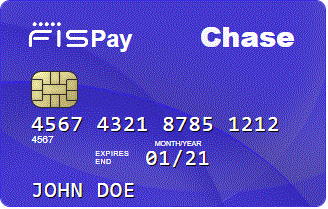 FiSPay Chase
4567 4321 8785 1212
4567
MONTH/YEAR
EXPIRES
END 01/21
JOHN DOE